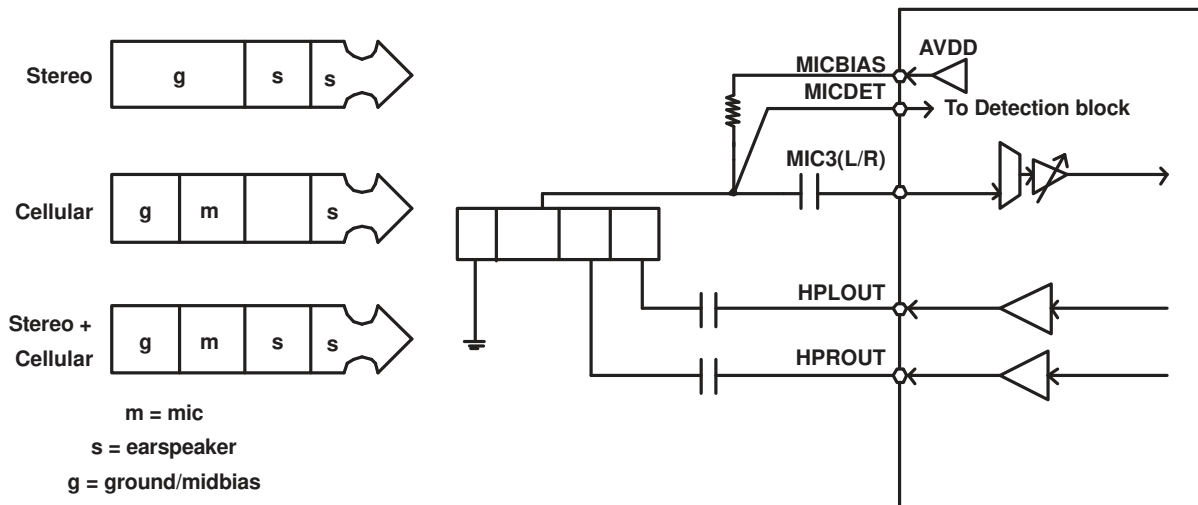 Stereo
g
s
s
Cellular
g
m
s
Stereo +
Cellular
g
m
s
s
m = mic
s = earspeaker
g = ground/midbias
AVDD
MICBIAS
MICDET
To Detection block
MIC3(L/R)
HPLOUT
HPROUT